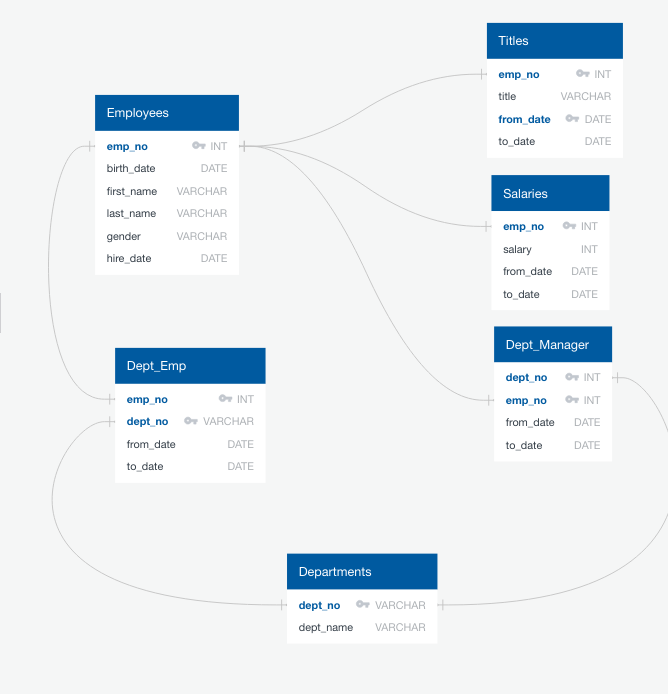 Employees
emp_no INT
birth_date DATE
first_name VARCHAR
last_name VARCHAR
gender VARCHAR
hire_date DATE
Titles
emp_no INT
title VARCHAR
from_date DATE
to_date DATE
Salaries
emp_no INT
salary INT
from_date DATE
to_date DATE
Dept_Manager
dept_no INT
emp_no INT
from_date DATE
to_date DATE
Dept_Emp
emp_no INT
dept_no VARCHAR
from_date DATE
to_date DATE
Departments
dept_no VARCHAR
dept_name VARCHAR